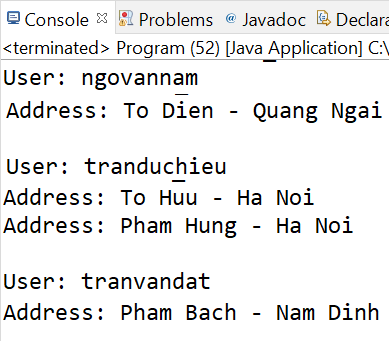 Console Problems Javadoc Declara
<terminated> Program (52) [Java Application] C:\
User: ngovannam
Address: To Dien - Quang Ngai
User: tranduchieu
Address: To Huu - Ha Noi
Address: Pham Hung - Ha Noi
User: tranvandat
Address: Pham Bach - Nam Dinh